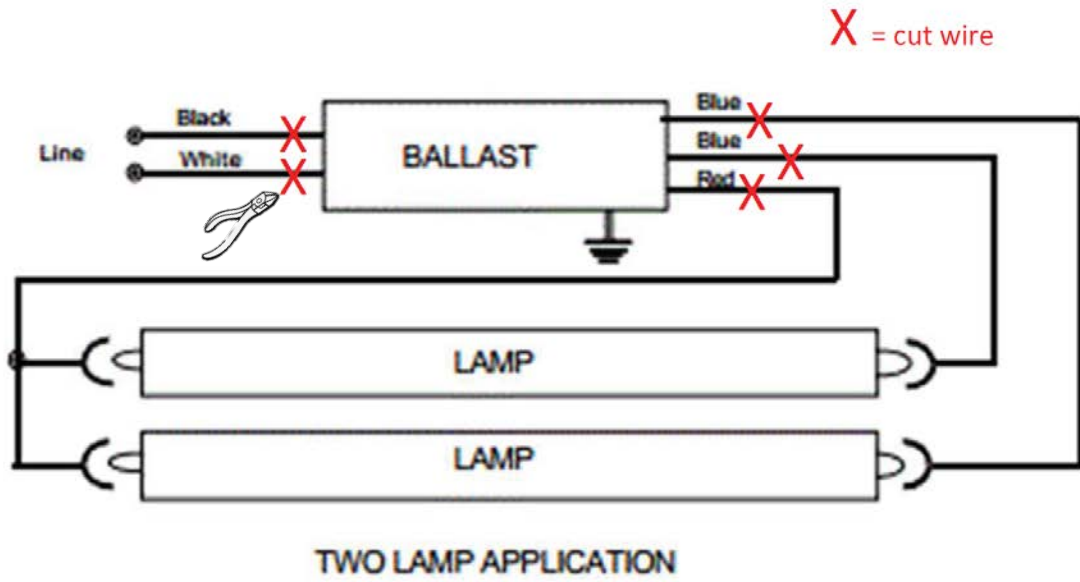 X = cut wire
Black
Blue
Line
White
BALLAST
Blue
Red
LAMP
LAMP
TWO LAMP APPLICATION